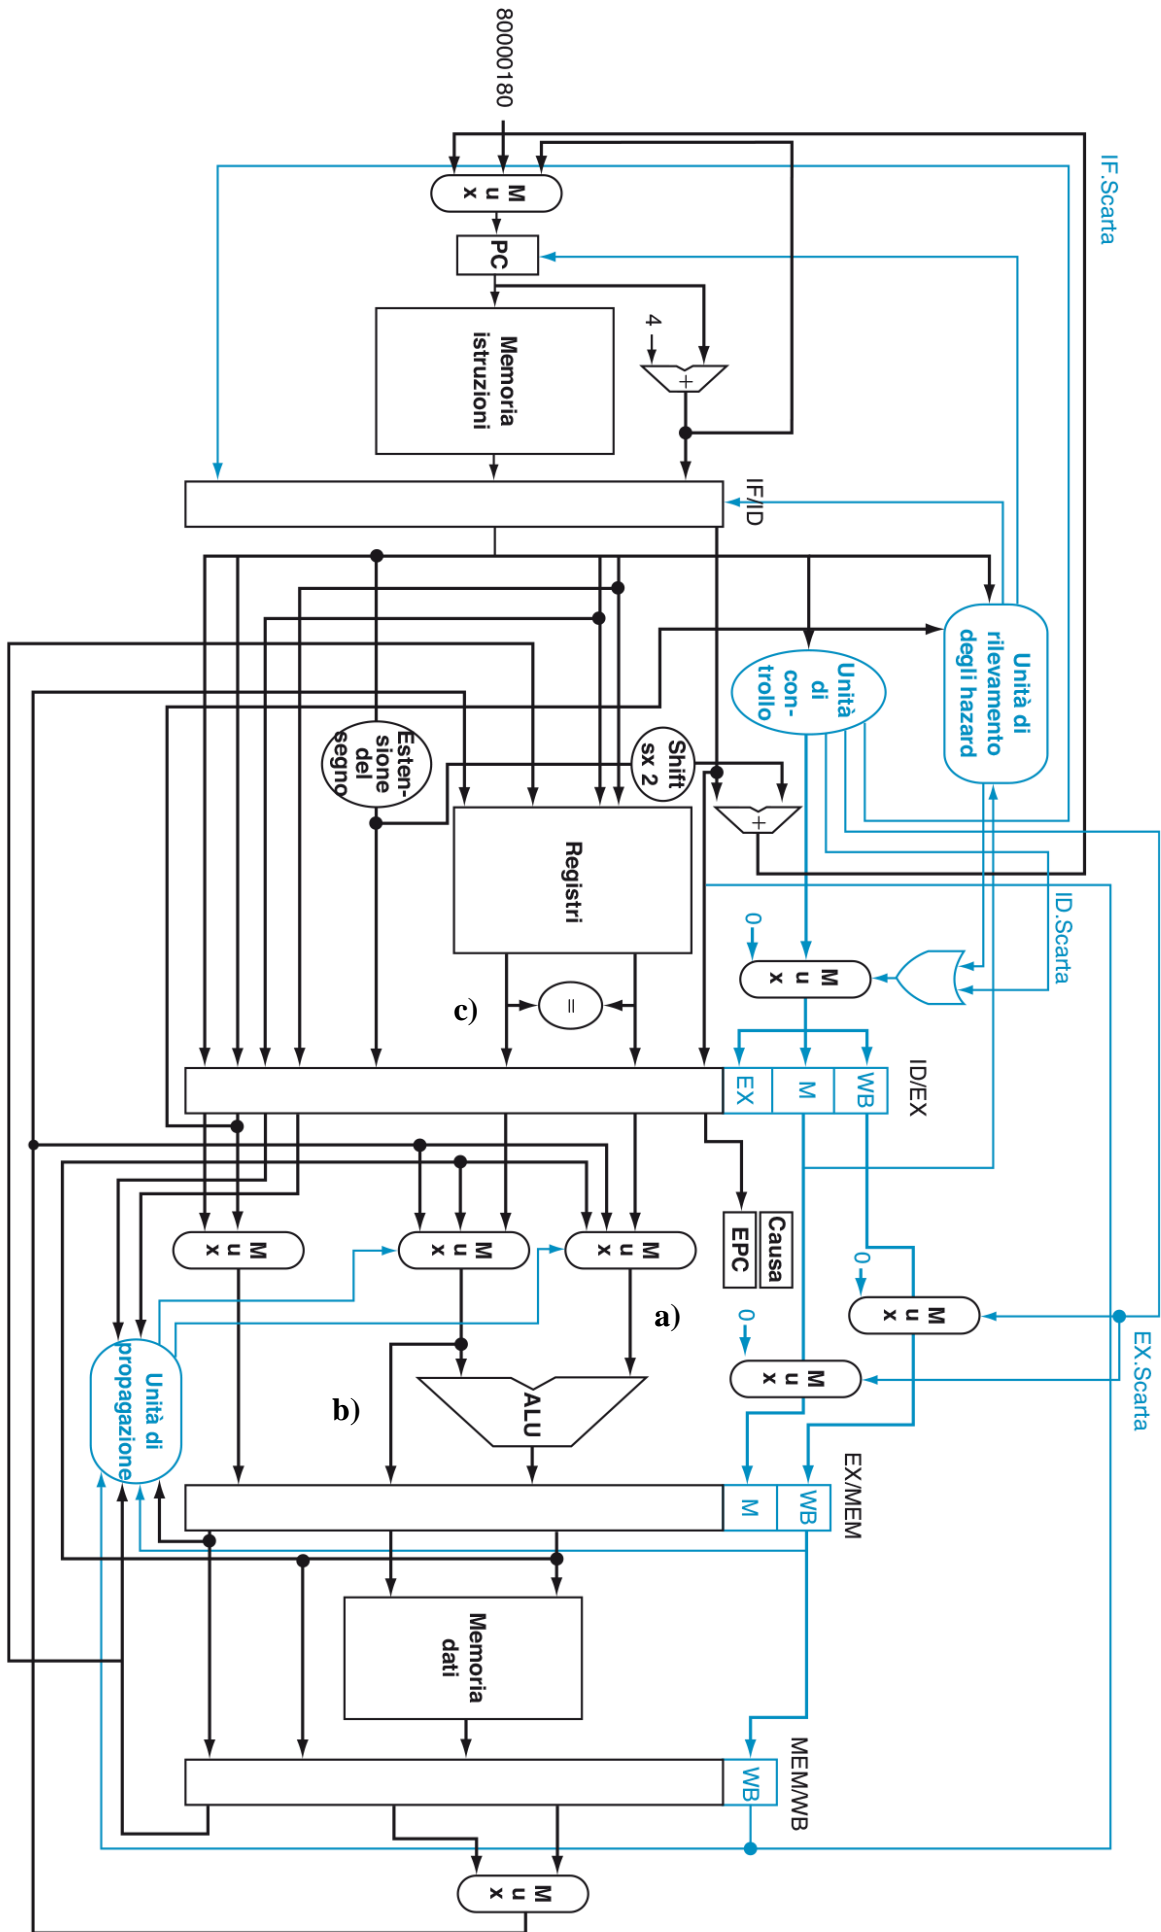 IF.Scarta
ID.Scarta
EX.Scarta
Unità di
rilevamento
degli hazard
Unità
di
con-
trollo
0
M
u
x
ID/EX
WB
M
EX
0
M
u
x
0
M
u
x
EX/MEM
WB
M
MEM/WB
WB
Causa
EPC
IF/ID
4
+
Shift
sx 2
+
80000180
M
u
x
PC
Memoria
istruzioni
Registri
=
c)
M
u
x
a)
M
u
x
ALU
b)
Memoria
dati
M
u
x
Esten-
sione
del
segno
M
u
x
Unità di
propagazione